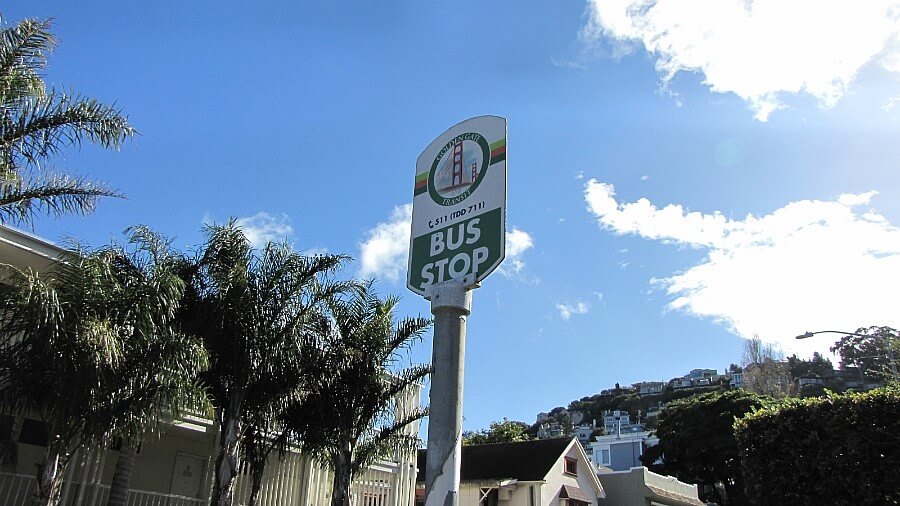 GOLDEN GATE
TRANSIT
511 (TDD 711)
BUS
STOP